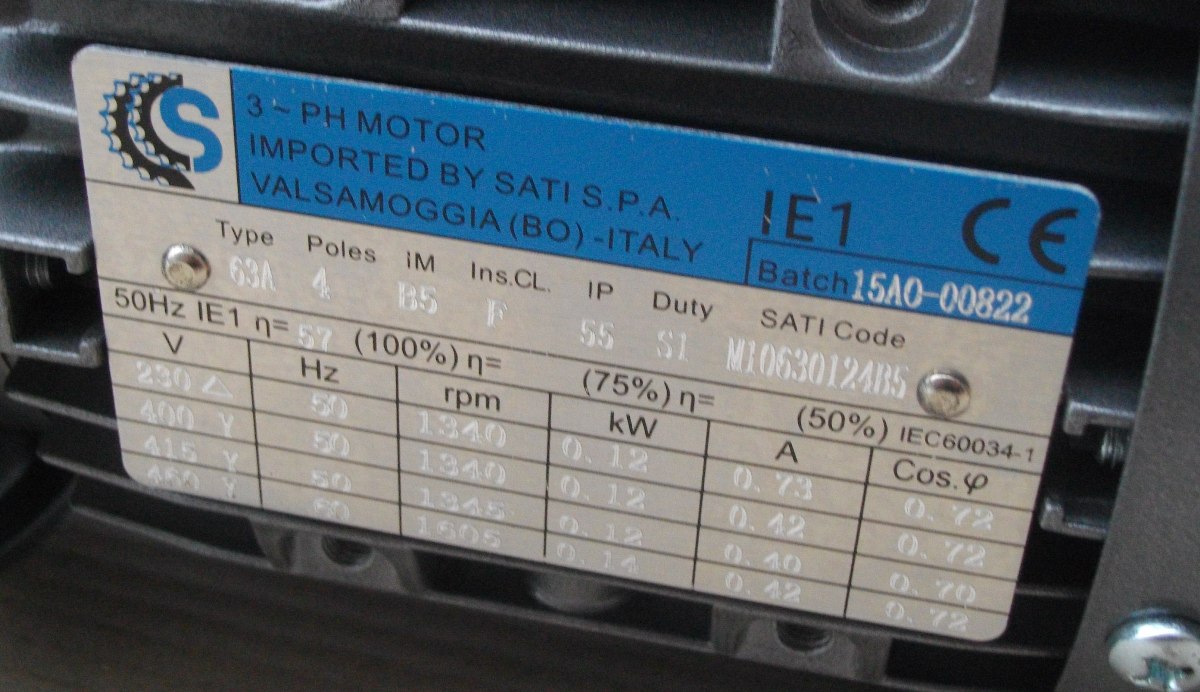 S
3 ~ PH MOTOR
IMPORTED BY SATI S.P.A.
VALSAMOGGIA (BO) -ITALY
IE1 CE
Batch 15A0-00822
Type Poles iM Ins.CL. IP Duty SATI Code
63A 4 B5 F 55 S1 M10630124B5
50Hz IE1 η= 57 (100%) η= (75%) η= (50%) IEC60034-1
V Hz rpm kW A Cos.φ
230 △ 50 1340 0.12 0.73 0.72
400 Y 50 1340 0.12 0.42 0.72
415 Y 50 1345 0.12 0.40 0.70
460 Y 60 1605 0.14 0.42 0.72